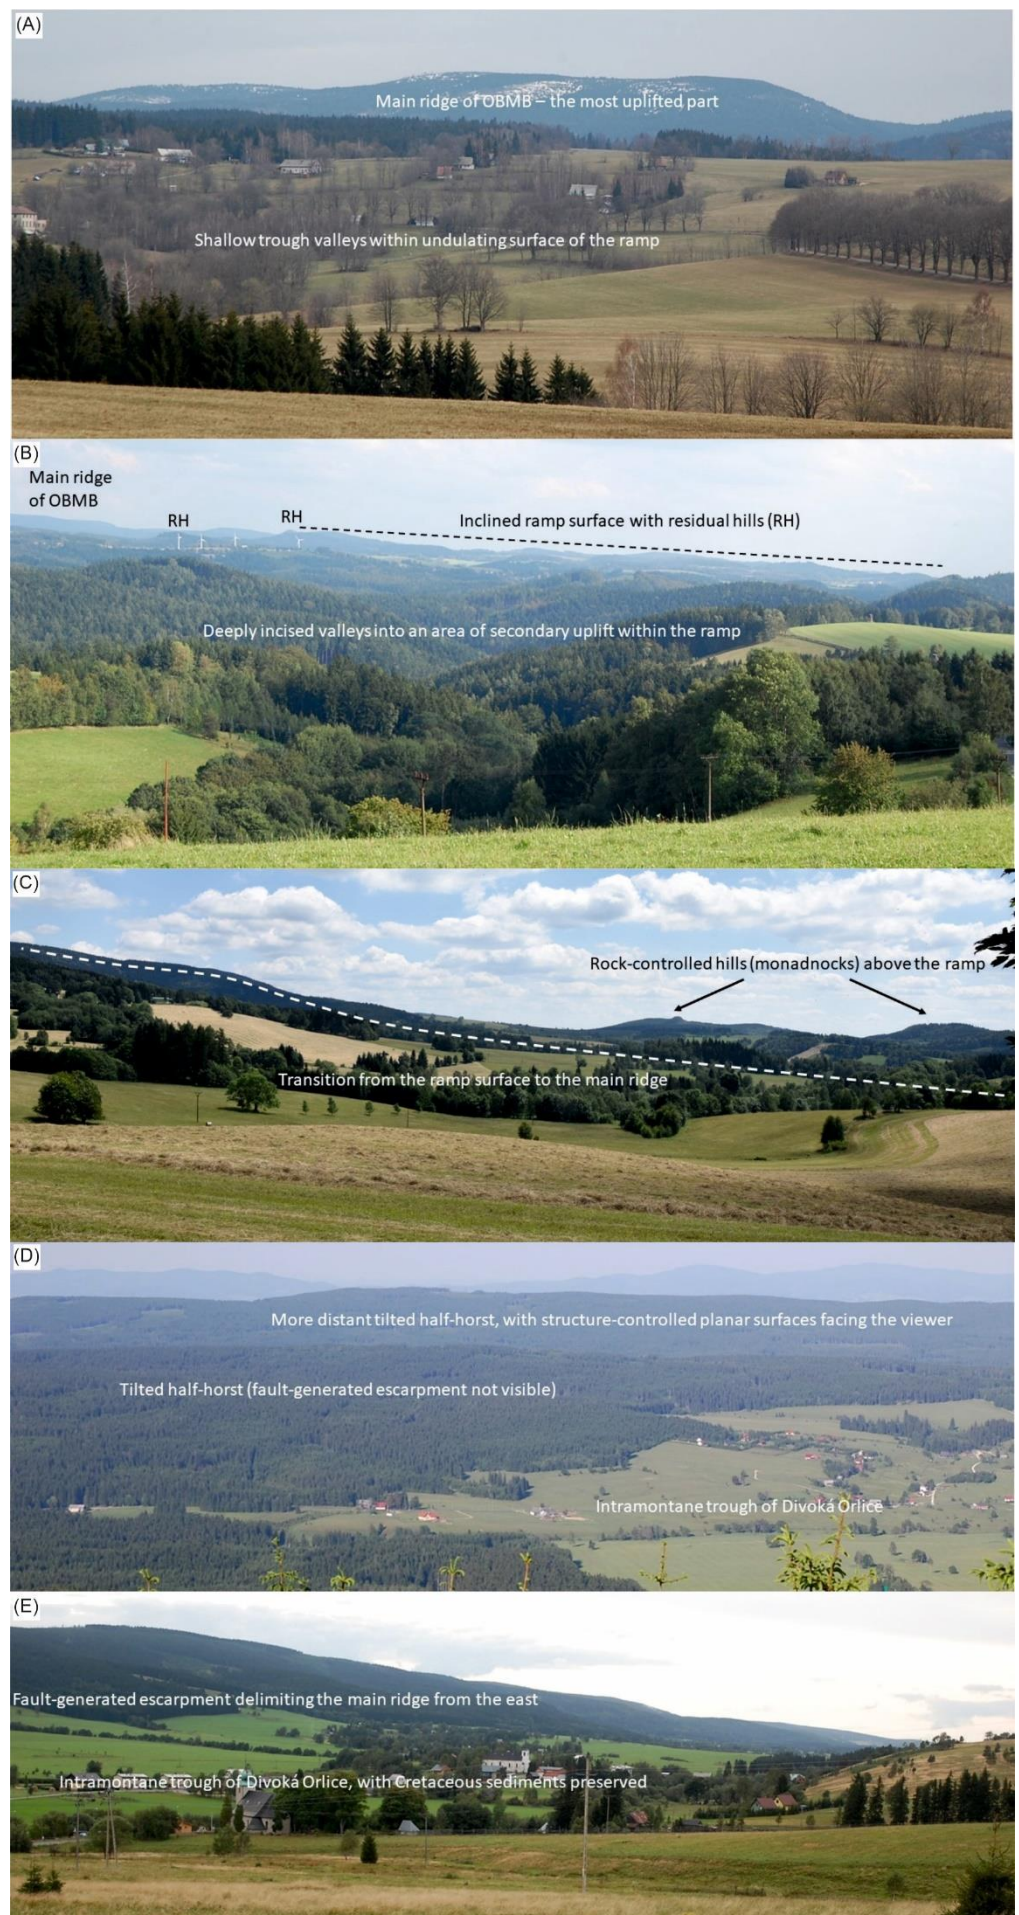 (A)
Main ridge of OBMB – the most uplifted part
Shallow trough valleys within undulating surface of the ramp
(B)
Main ridge
of OBMB
RH
RH
Inclined ramp surface with residual hills (RH)
Deeply incised valleys into an area of secondary uplift within the ramp
(C)
Rock-controlled hills (monadnocks) above the ramp
Transition from the ramp surface to the main ridge
(D)
More distant tilted half-horst, with structure-controlled planar surfaces facing the viewer
Tilted half-horst (fault-generated escarpment not visible)
Intramontane trough of Divoká Orlice
(E)
Fault-generated escarpment delimiting the main ridge from the east
Intramontane trough of Divoká Orlice, with Cretaceous sediments preserved